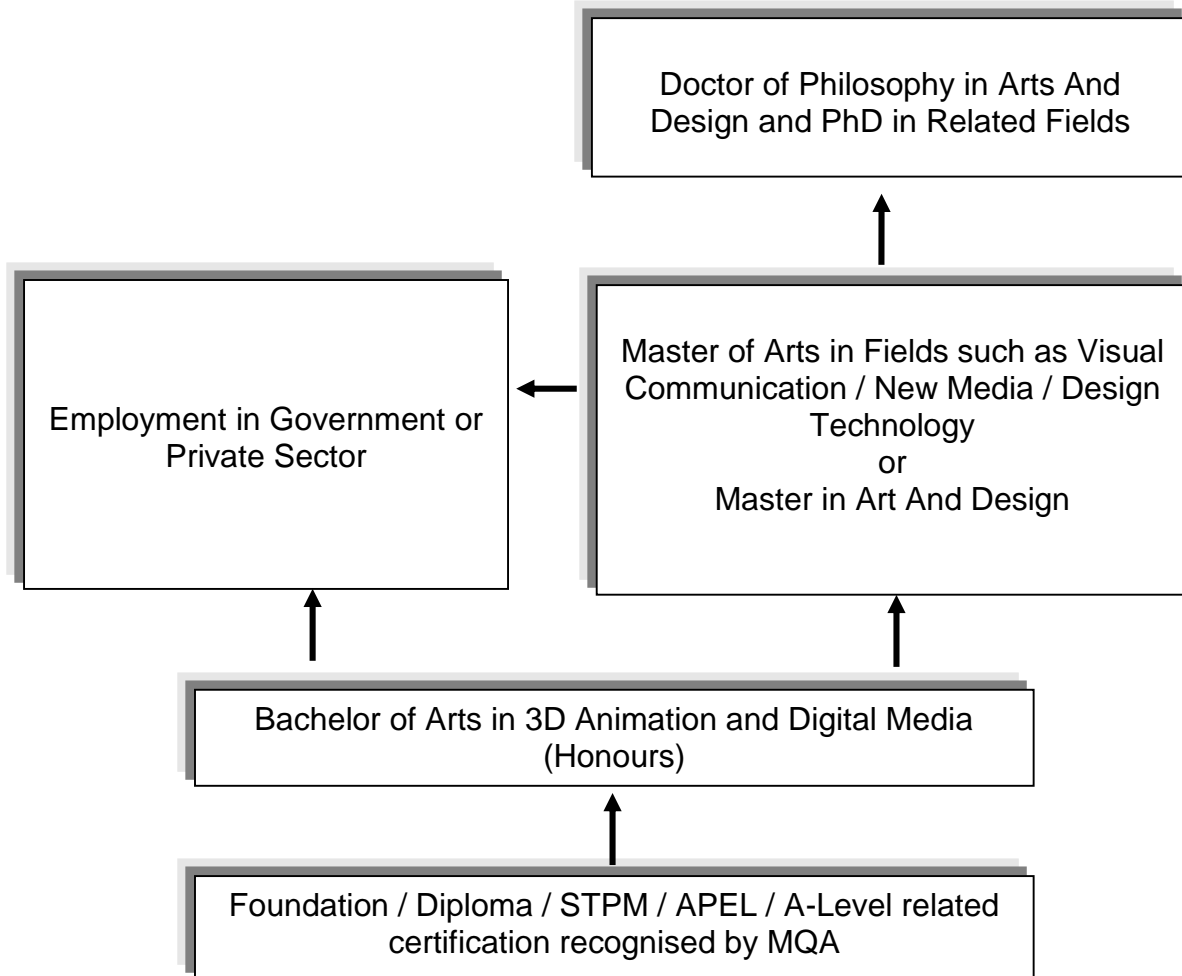 Doctor of Philosophy in Arts And
Design and PhD in Related Fields
Employment in Government or
Private Sector
Master of Arts in Fields such as Visual
Communication / New Media / Design
Technology
or
Master in Art And Design
Bachelor of Arts in 3D Animation and Digital Media
(Honours)
Foundation / Diploma / STPM / APEL / A-Level related
certification recognised by MQA